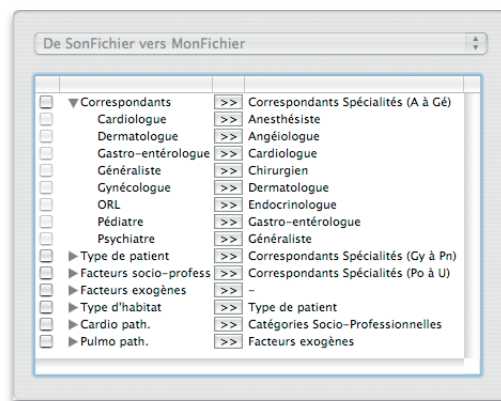 De SonFichier vers MonFichier
Correspondants >> Correspondants Spécialités (A à Gé)
Cardiologue >> Anesthésiste
Dermatologue >> Angéiologue
Gastro-entérologue >> Cardiologue
Généraliste >> Chirurgien
Gynécologue >> Dermatologue
ORL >> Endocrinologue
Pédiatre >> Gastro-entérologue
Psychiatre >> Généraliste
Type de patient >> Correspondants Spécialités (Gy à Pn)
Facteurs socio-profess >> Correspondants Spécialités (Po à U)
Facteurs exogènes >> -
Type d'habitat >> Type de patient
Cardio path. >> Catégories Socio-Professionnelles
Pulmo path. >> Facteurs exogènes